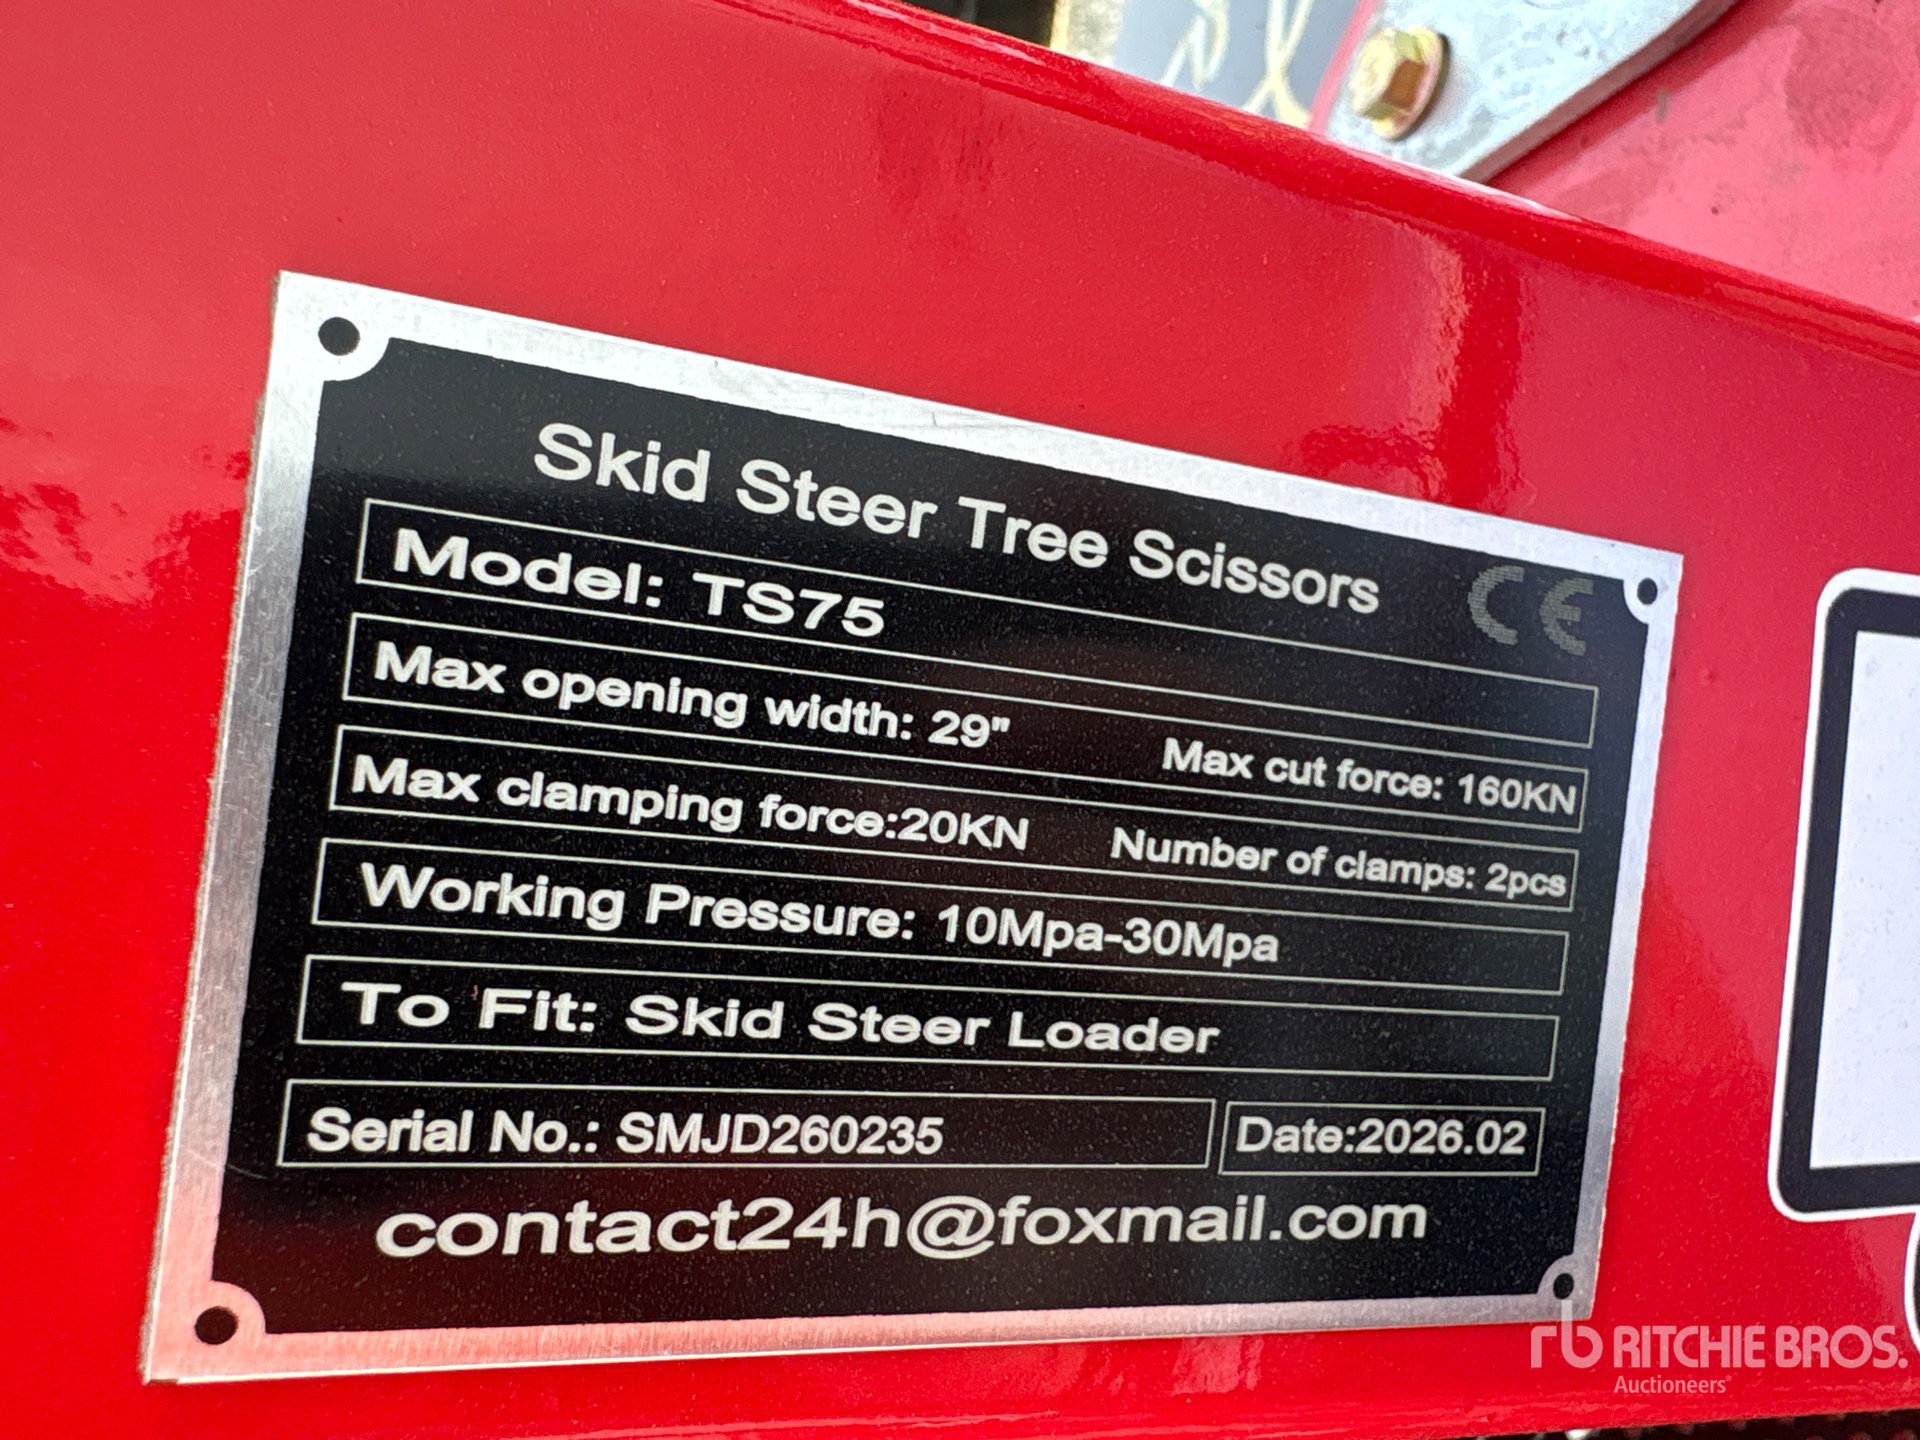 Skid Steer Tree Scissors
CE
Model: TS75
Max opening width: 29" Max cut force: 160KN
Max clamping force:20KN Number of clamps: 2pcs
Working Pressure: 10Mpa-30Mpa
To Fit: Skid Steer Loader
Serial No.: SMJD260235 Date:2026.02
contact24h@foxmail.com
rb RITCHIE BROS.
Auctioneers